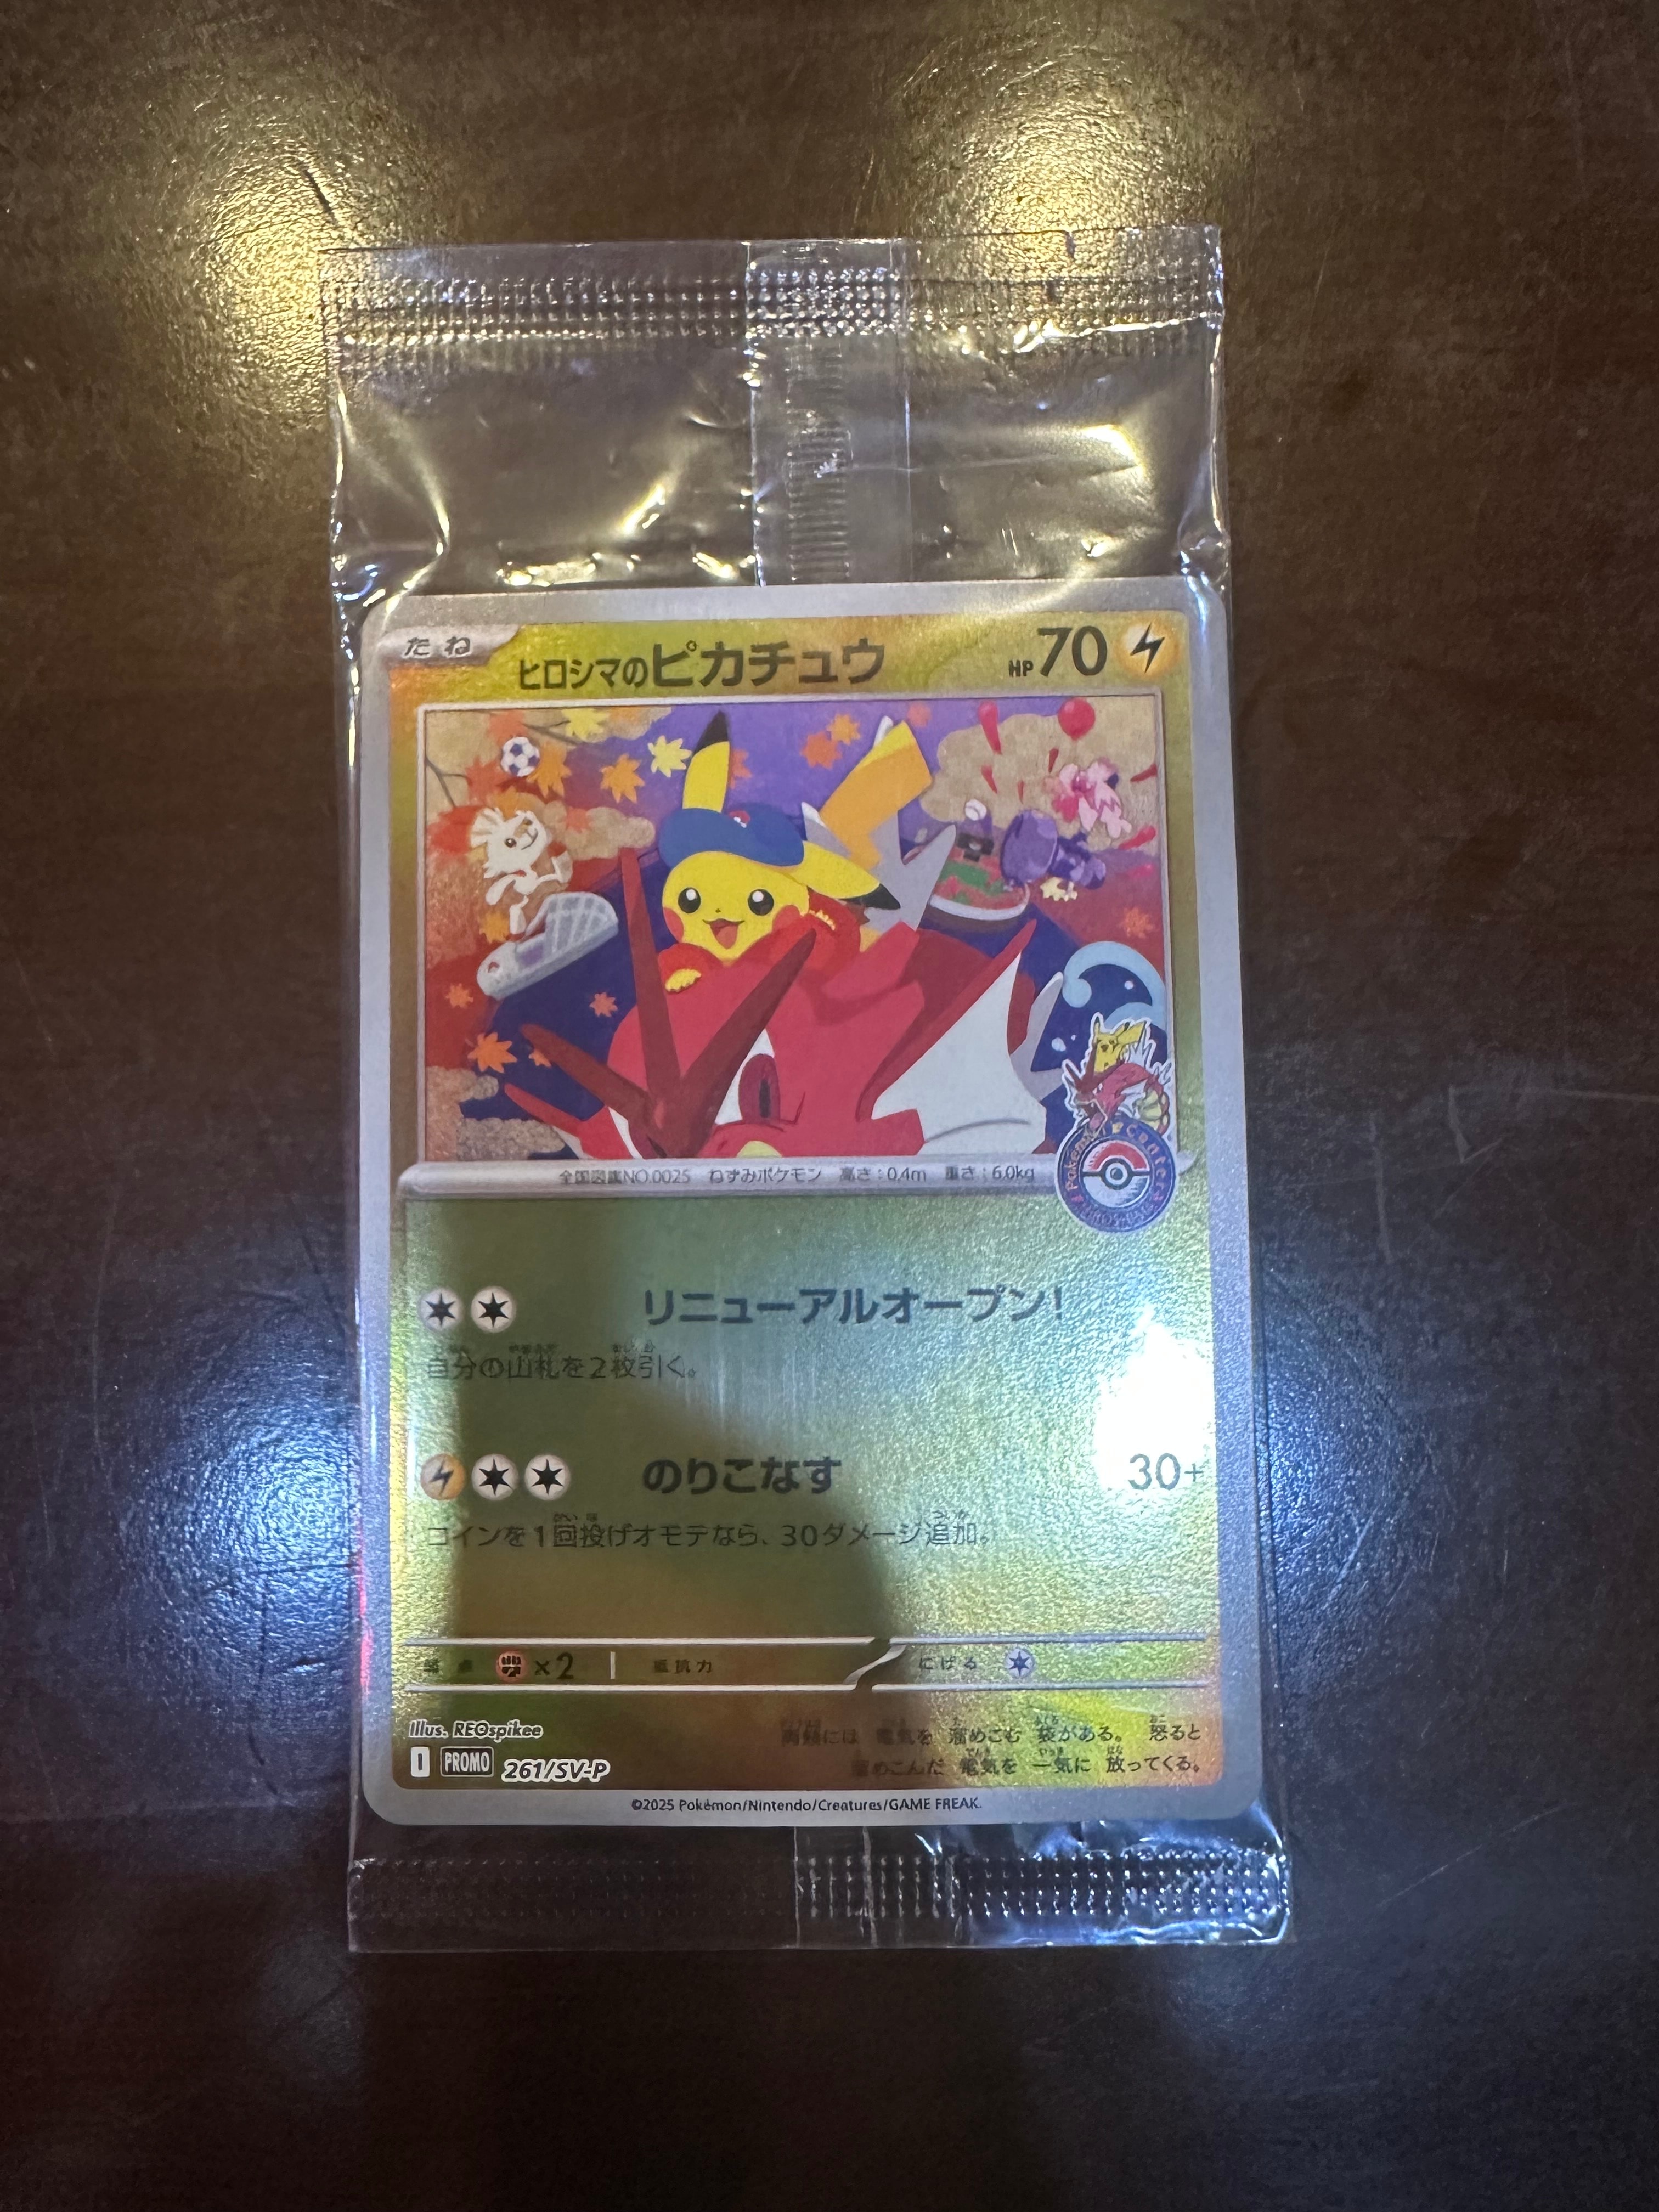 たね
ヒロシマのピカチュウ HP70
全国図鑑NO.0025 ねずみポケモン 高さ:0.4m 重さ:6.0kg
Pokémon Center
リニューアルオープン!
自分の山札を2枚引く。
のりこなす 30+
コインを1回投げオモテなら、30ダメージ追加。
弱点 ×2 抵抗力 にげる
Illus. REOspikee
両頬には 電気を 溜めこむ 袋がある。 怒ると
溜めこんだ 電気を 一気に 放ってくる。
I PROMO 261/SV-P
©2025 Pokémon/Nintendo/Creatures/GAME FREAK.